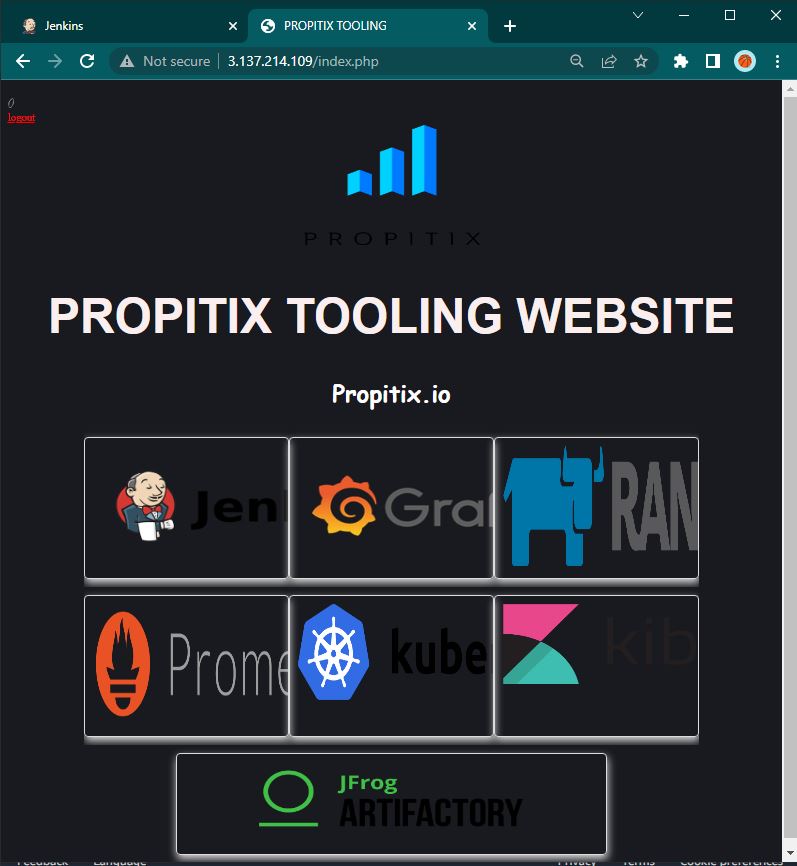 Jenkins
PROPITIX TOOLING
Not secure
3.137.214.109/index.php
()
logout
PROPITIX
PROPITIX TOOLING WEBSITE
Propitix.io
Jen
Gra
RAN
Prome
kube
kib
JFrog
ARTIFACTORY
Feedback Language Privacy Terms Cookie preferences